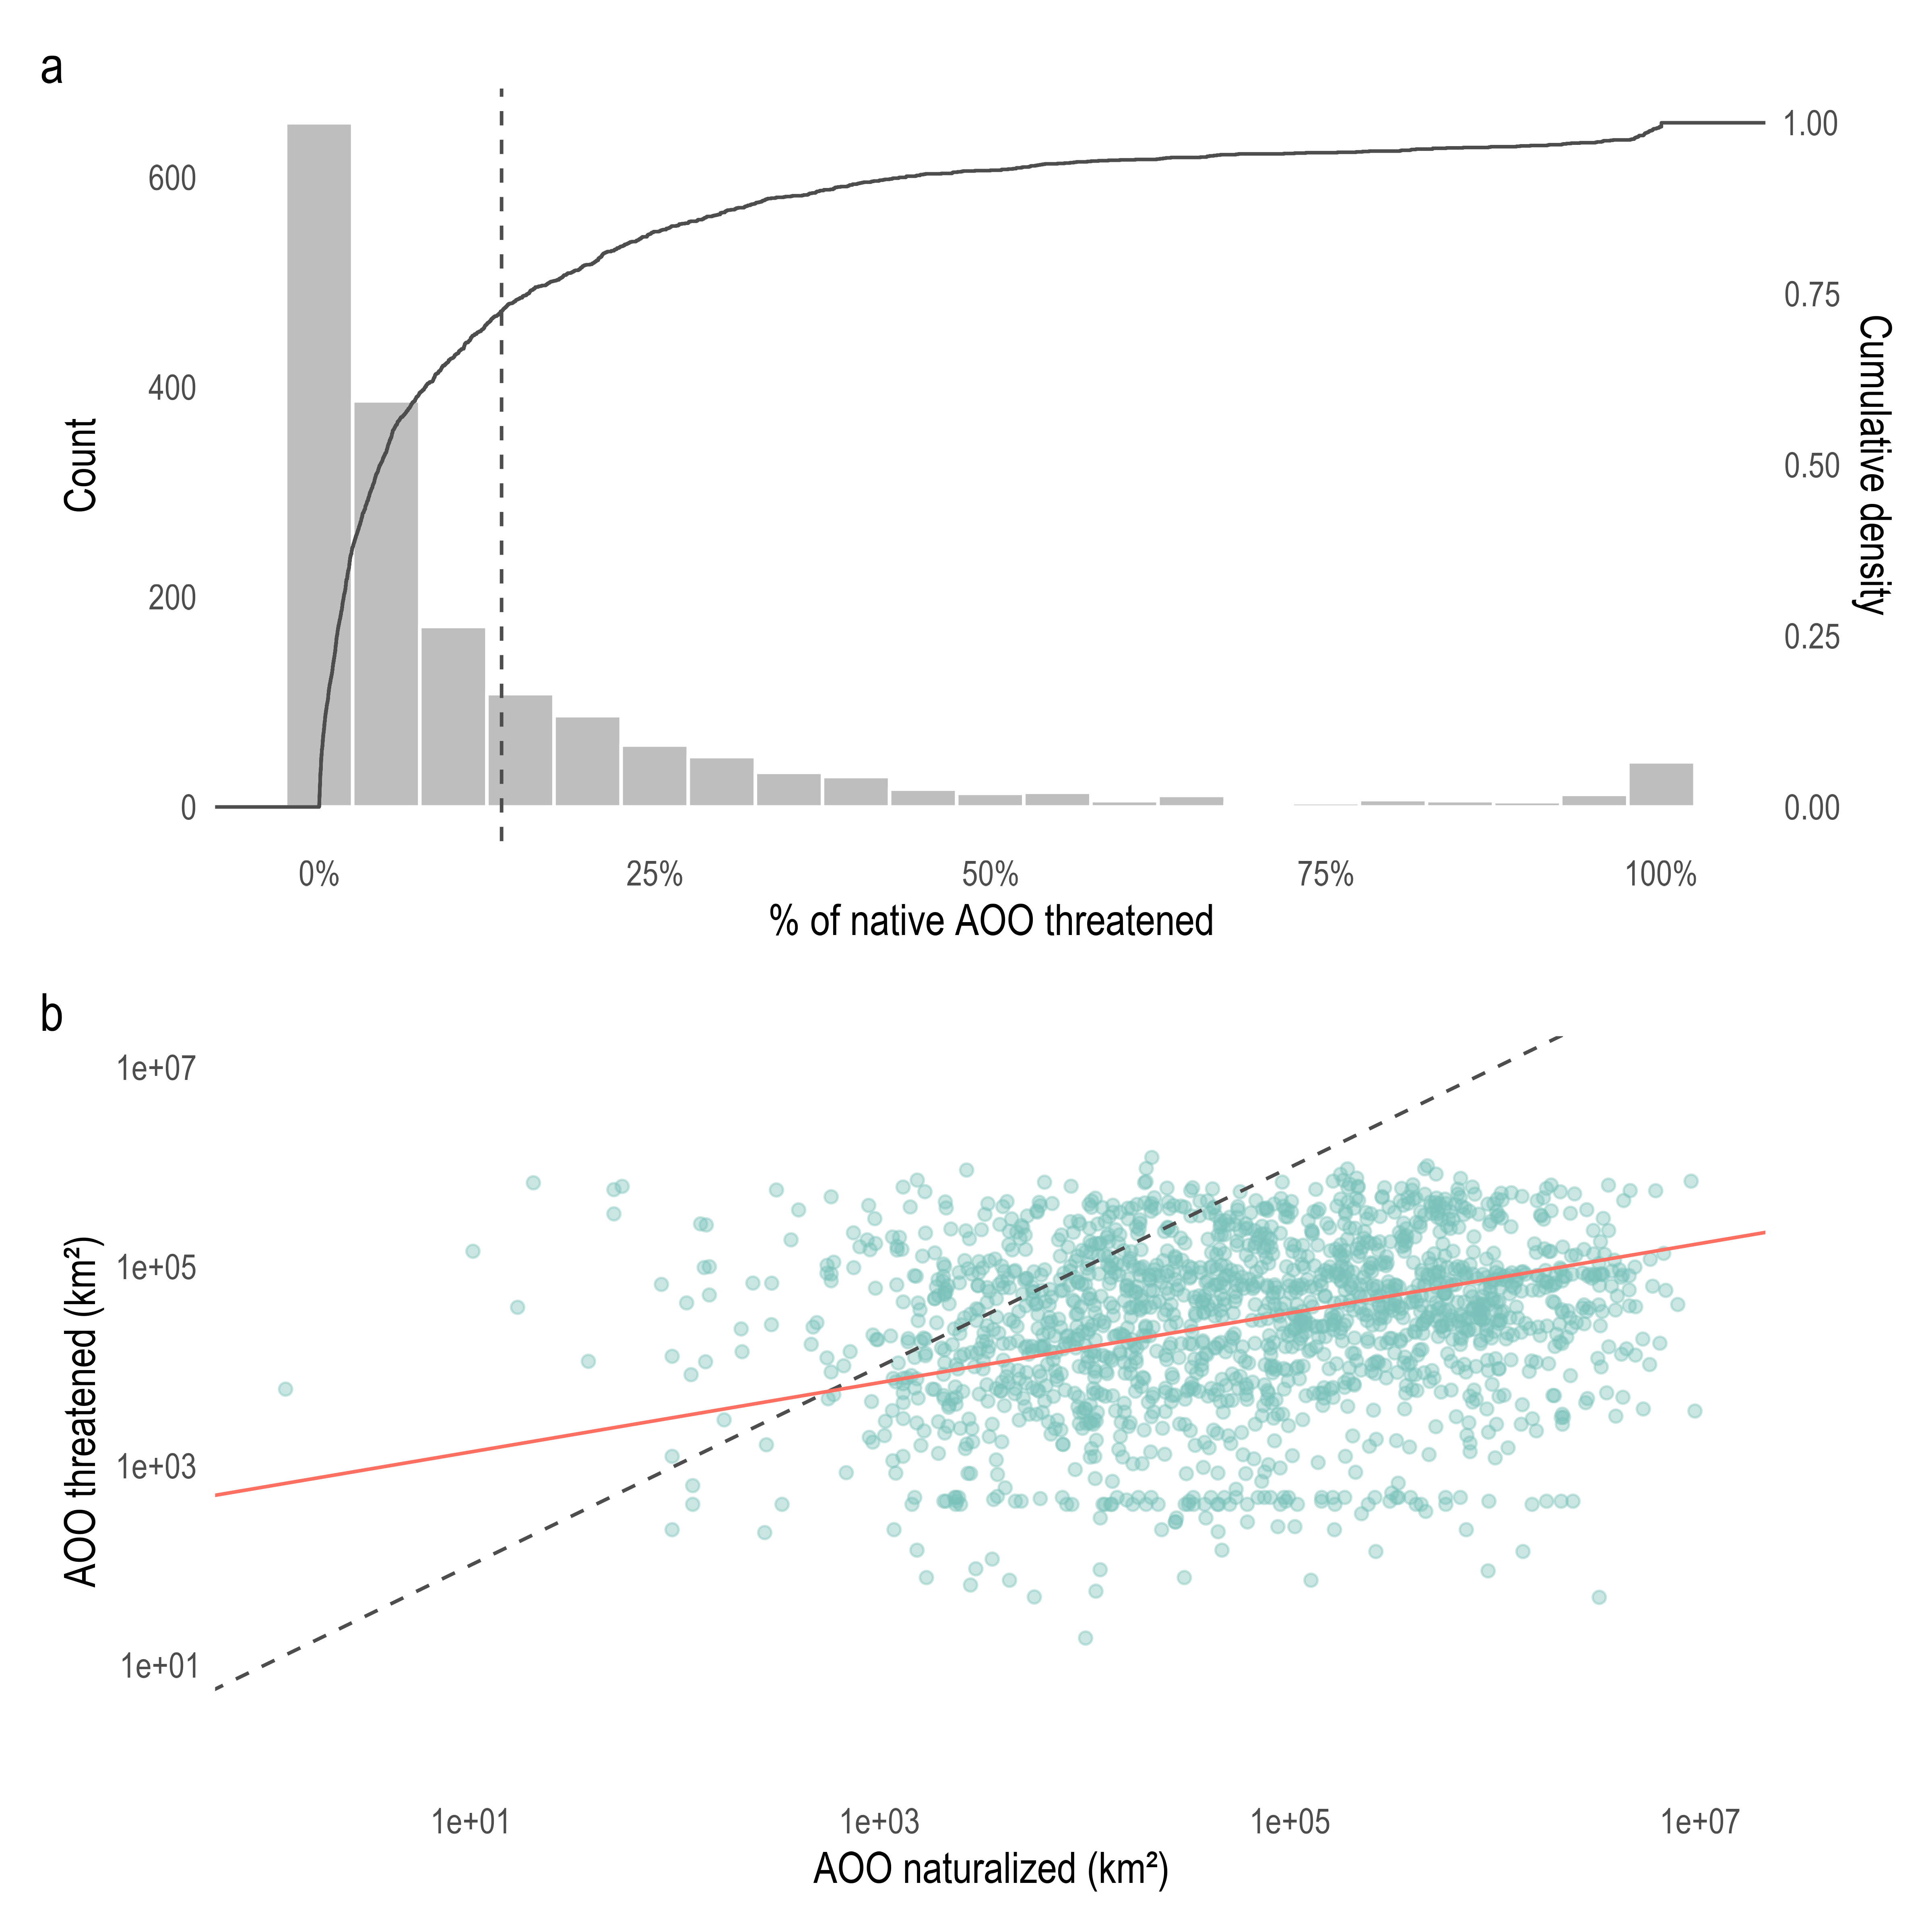 a
600
400
200
0
Count
1.00
0.75
0.50
0.25
0.00
Cumulative density
0% 25% 50% 75% 100%
% of native AOO threatened
b
1e+07
1e+05
1e+03
1e+01
AOO threatened (km²)
1e+01 1e+03 1e+05 1e+07
AOO naturalized (km²)